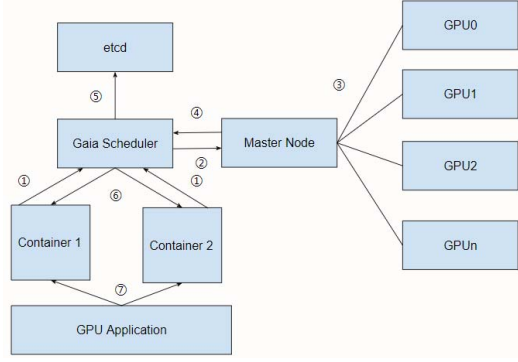 etcd
GPU0
③
⑤
④
GPU1
Gaia Scheduler
②
Master Node
GPU2
①
⑥
①
Container 1
Container 2
GPUn
⑦
GPU Application